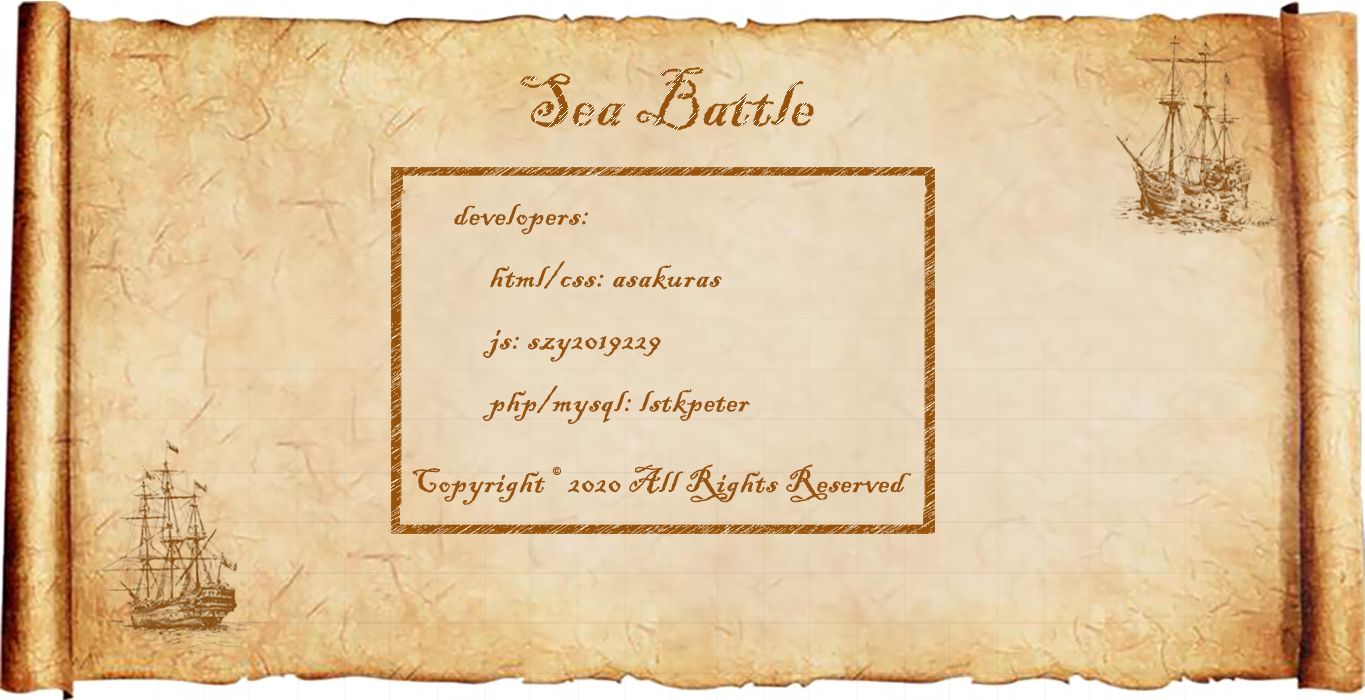 Sea Battle
developers:
html/css: asakuras
js: szy2019229
php/mysql: lstkpeter
Copyright © 2020 All Rights Reserved